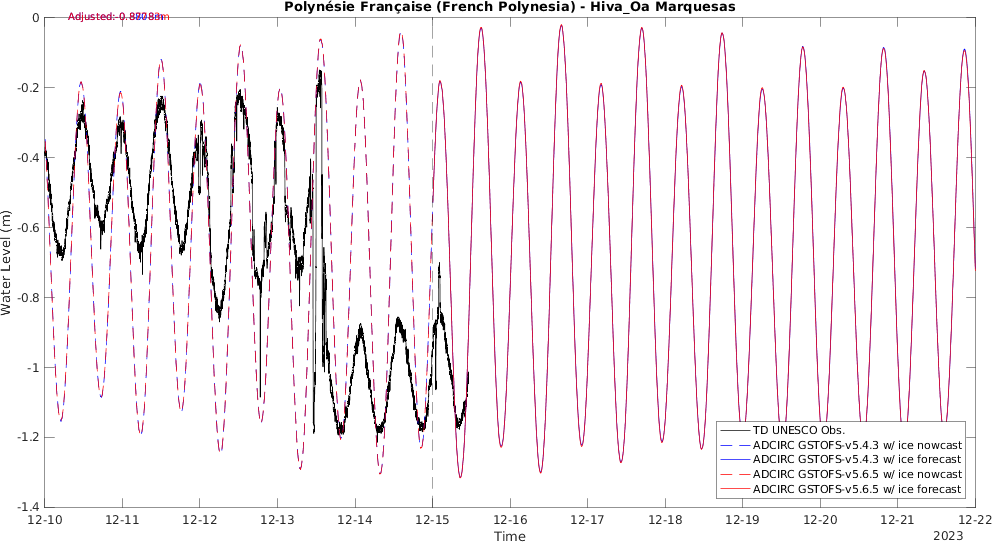 Polynésie Française (French Polynesia) - Hiva_Oa Marquesas
Adjusted:
0
-0.2
-0.4
-0.6
-0.8
-1
-1.2
-1.4
Water Level (m)
TD UNESCO Obs.
ADCIRC GSTOFS-v5.4.3 w/ ice nowcast
ADCIRC GSTOFS-v5.4.3 w/ ice forecast
ADCIRC GSTOFS-v5.6.5 w/ ice nowcast
ADCIRC GSTOFS-v5.6.5 w/ ice forecast
12-10 12-11 12-12 12-13 12-14 12-15 12-16 12-17 12-18 12-19 12-20 12-21 12-22
Time
2023